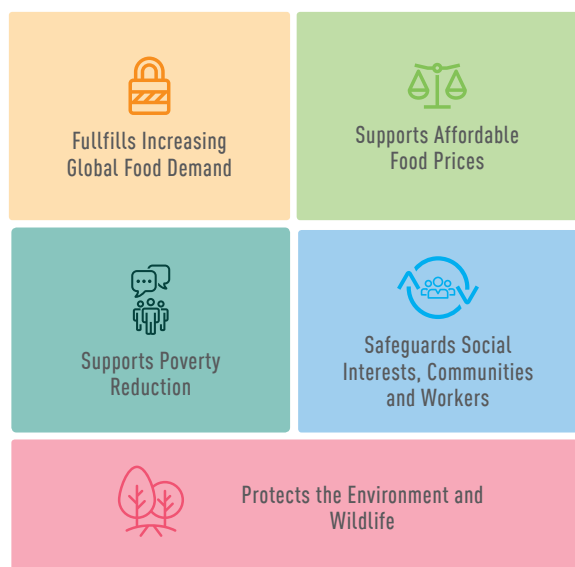 Fullfills Increasing
Global Food Demand
Supports Affordable
Food Prices
Supports Poverty
Reduction
Safeguards Social
Interests, Communities
and Workers
Protects the Environment and
Wildlife